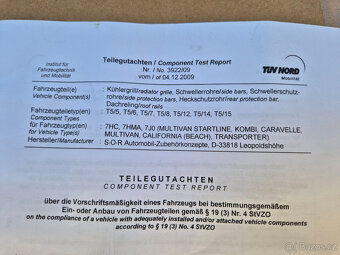 Teilegutachten / Component Test Report
Nr. / No. 3922/09
vom / of 04.12.2009
Institut für
Fahrzeugtechnik
und Mobilität
TÜV NORD
Mobilität
Fahrzeugteil(e) : Kühlergrill/radiator grille, Schwellerrohre/side bars, Schwellerschutz-
Vehicle Component(s) rohre/side protection bars, Heckschutzrohr/rear protection bar,
Dachreling/roof rails
Fahrzeugteiletyp(en) : T5/5, T5/6, T5/7, T5/8, T5/12, T5/14, T5/15
Component Types
für Fahrzeugtyp(en) : 7HC, 7HMA, 7J0 (MULTIVAN STARTLINE, KOMBI, CARAVELLE,
for Vehicle Type(s) MULTIVAN, CALIFORNIA (BEACH), TRANSPORTER)
Hersteller/Manufacturer : S-O-R Automobil-Zubehörkonzepte, D-33818 Leopoldshöhe
TEILEGUTACHTEN
COMPONENT TEST REPORT
über die Vorschriftsmäßigkeit eines Fahrzeugs bei bestimmungsgemäßem
Ein- oder Anbau von Fahrzeugteilen gemäß § 19 (3) Nr. 4 StVZO
on the compliance of a vehicle with adequately installed and/or attached vehicle components
according to § 19 (3) No. 4 StVZO